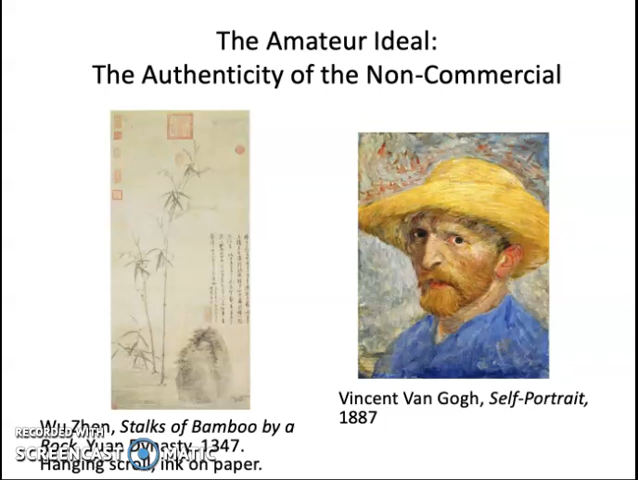 The Amateur Ideal:
The Authenticity of the Non-Commercial
Wu Zhen, Stalks of Bamboo by a
Rock, Yuan Dynasty, 1347.
Hanging scroll, ink on paper.
Vincent Van Gogh, Self-Portrait,
1887
RECORDED WITH
SCREENCAST MATIC